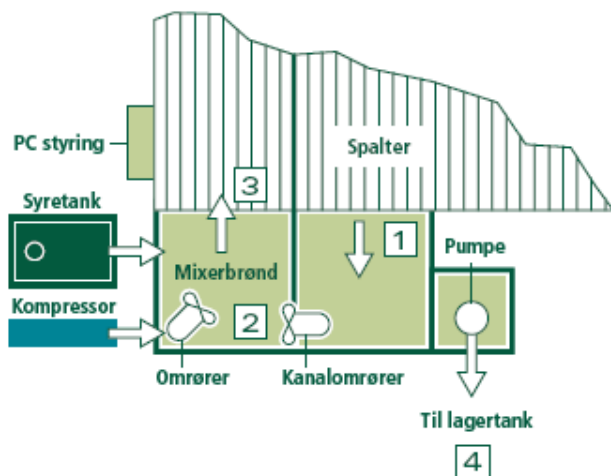 PC styring
Spalter
3
Syretank
1
Pumpe
Mixerbrønd
Kompressor
2
Omrører
Kanalomrører
Til lagertank
4